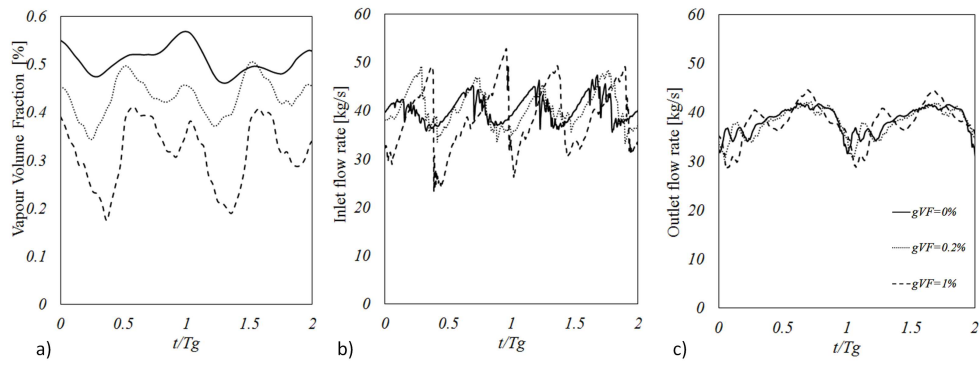 0.6
0.5
0.4
0.3
0.2
0.1
0
Vapour Volume Fraction [%]
0 0.5 1 1.5 2
t/Tg
a)
60
50
40
30
20
10
0
Inlet flow rate [kg/s]
0 0.5 1 1.5 2
t/Tg
b)
60
50
40
30
20
10
0
Outlet flow rate [kg/s]
gVF=0%
gVF=0.2%
gVF=1%
0 0.5 1 1.5 2
t/Tg
c)